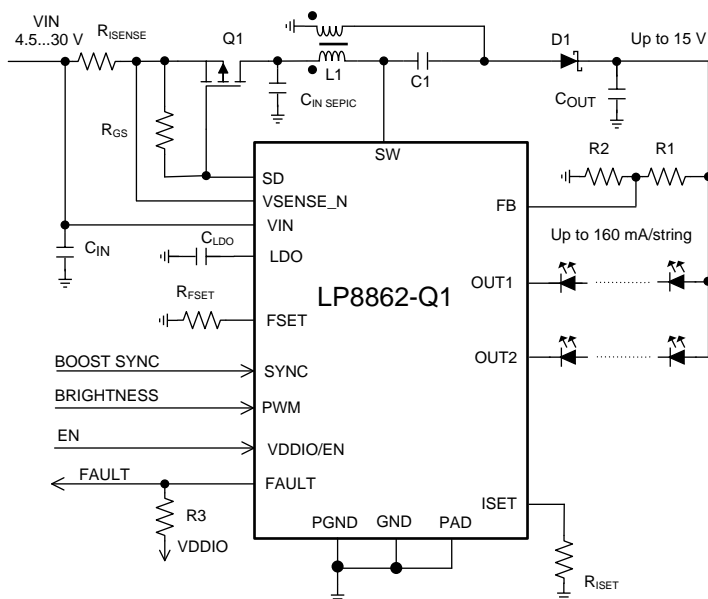 VIN
4.5...30 V
RISENSE
Q1
L1
C1
D1
Up to 15 V
CIN SEPIC
COUT
RGS
R2
R1
SW
SD
VSENSE_N
FB
VIN
CIN
CLDO
LDO
Up to 160 mA/string
OUT1
LP8862-Q1
RFSET
FSET
OUT2
BOOST SYNC
SYNC
BRIGHTNESS
PWM
EN
VDDIO/EN
FAULT
FAULT
ISET
R3
PGND
GND
PAD
VDDIO
RISET